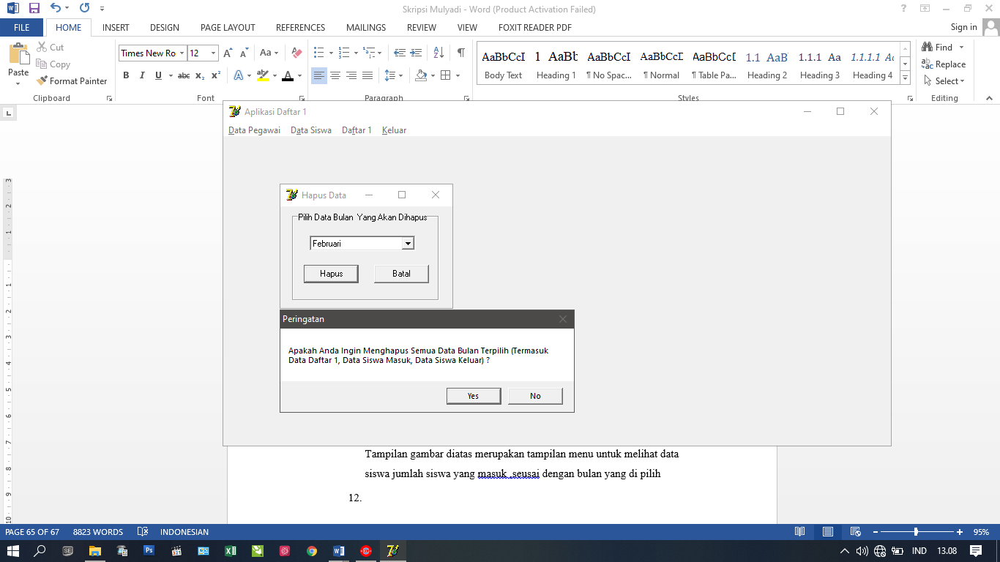 Skripsi Mulyadi - Word (Product Activation Failed)
FILE HOME INSERT DESIGN PAGE LAYOUT REFERENCES MAILINGS REVIEW VIEW FOXIT READER PDF Sign in
Paste
Cut
Copy
Format Painter
Clipboard
Times New Ro 12
Font
Paragraph
AaBbCcI 1 AaBb AaBbCcI AaBbCcD AaBbCcD 1.1 AaB 1.1.1 Aa 1.1.1.1 Ac
Body Text Heading 1 ¶ No Spac... ¶ Normal ¶ Table Pa... Heading 2 Heading 3 Heading 4
Styles
Find
Replace
Select
Editing
Aplikasi Daftar 1
Data Pegawai Data Siswa Daftar 1 Keluar
Hapus Data
Pilih Data Bulan Yang Akan Dihapus
Februari
Hapus Batal
Peringatan
Apakah Anda Ingin Menghapus Semua Data Bulan Terpilih (Termasuk
Data Daftar 1, Data Siswa Masuk, Data Siswa Keluar) ?
Yes No
Tampilan gambar diatas merupakan tampilan menu untuk melihat data
siswa jumlah siswa yang masuk ,seusai dengan bulan yang di pilih
12.
PAGE 65 OF 67 8823 WORDS INDONESIAN 95%
IND 13.08